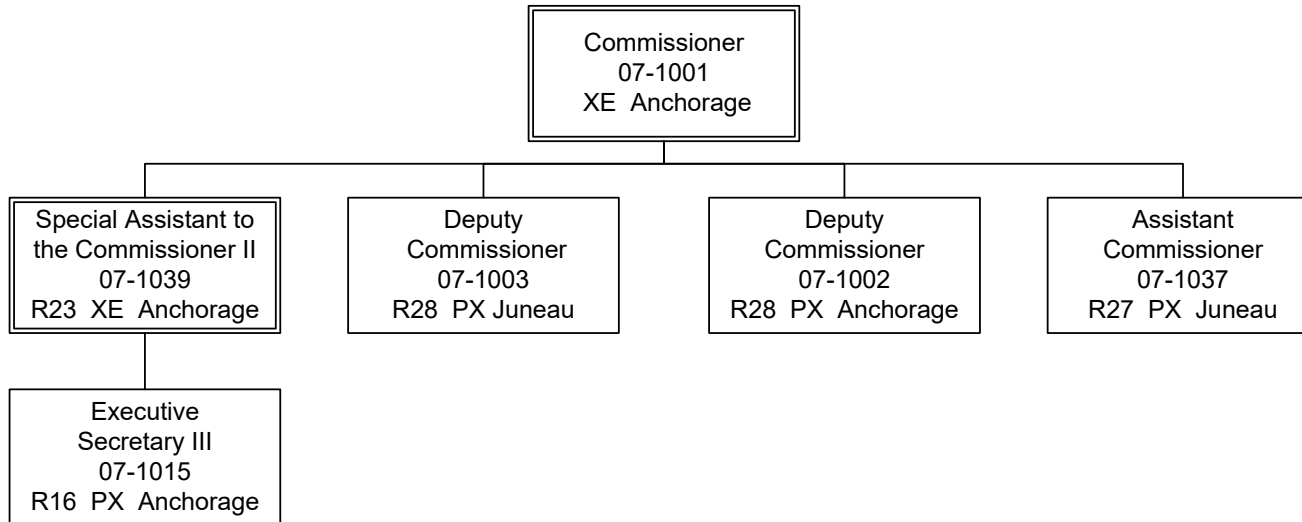 Commissioner
07-1001
XE Anchorage
Special Assistant to
the Commissioner II
07-1039
R23 XE Anchorage
Deputy
Commissioner
07-1003
R28 PX Juneau
Deputy
Commissioner
07-1002
R28 PX Anchorage
Assistant
Commissioner
07-1037
R27 PX Juneau
Executive
Secretary III
07-1015
R16 PX Anchorage